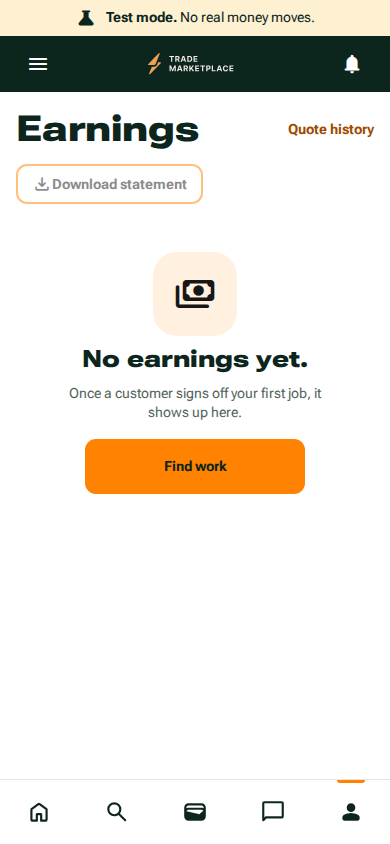 Test mode. No real money moves.
TRADE
MARKETPLACE
Earnings
Quote history
Download statement
No earnings yet.
Once a customer signs off your first job, it
shows up here.
Find work